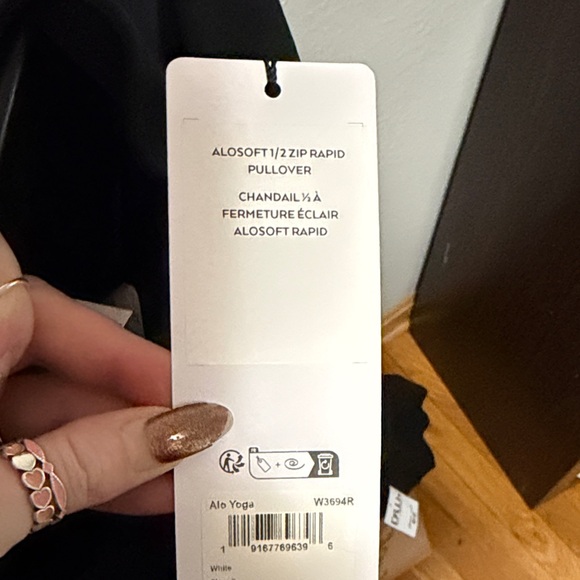 ALOSOFT 1/2 ZIP RAPID
PULLOVER
CHANDAIL ½ À
FERMETURE ÉCLAIR
ALOSOFT RAPID
Alo Yoga W3694R
1 9167769639 6
White